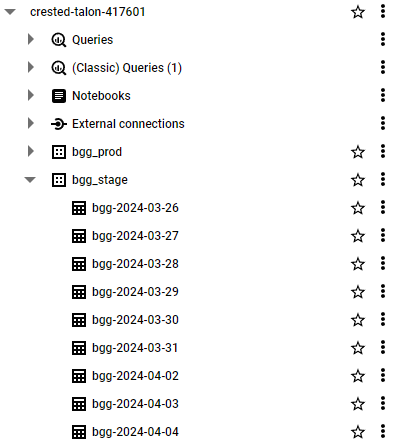 crested-talon-417601
Queries
(Classic) Queries (1)
Notebooks
External connections
bgg_prod
bgg_stage
bgg-2024-03-26
bgg-2024-03-27
bgg-2024-03-28
bgg-2024-03-29
bgg-2024-03-30
bgg-2024-03-31
bgg-2024-04-02
bgg-2024-04-03
bgg-2024-04-04